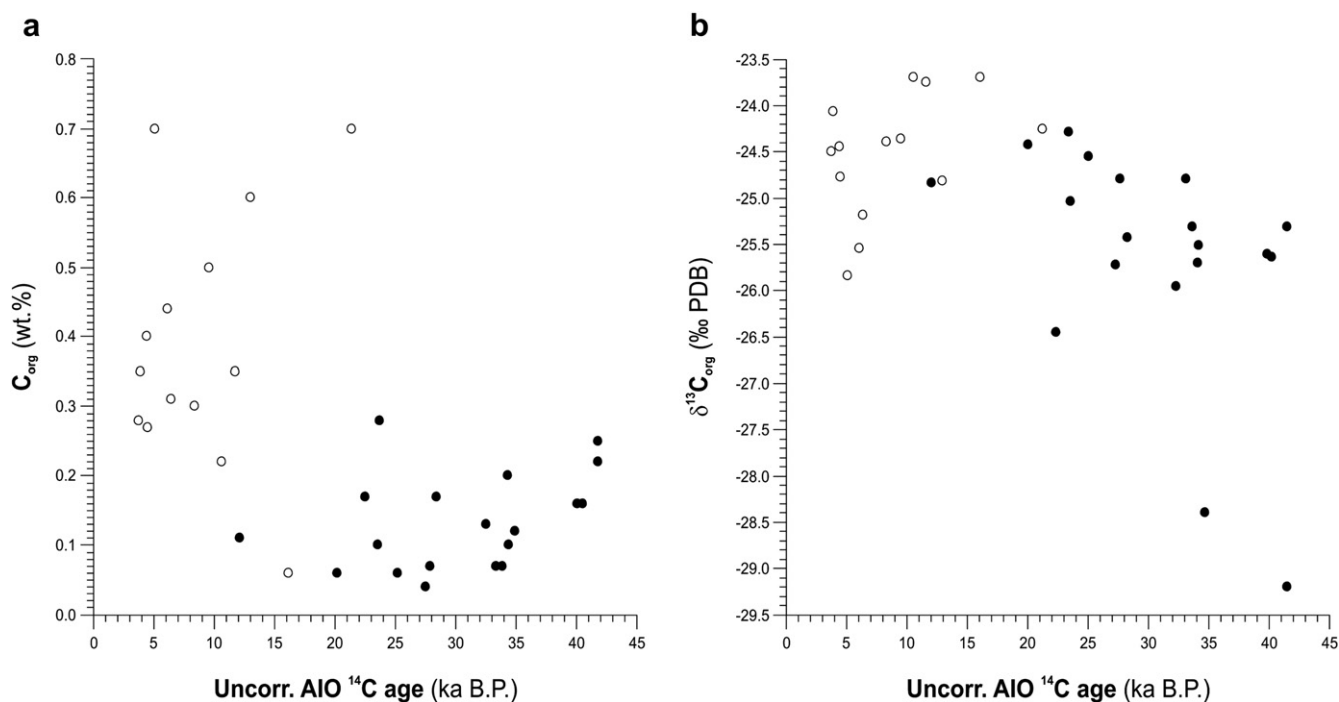 a
0.8
0.7
0.6
0.5
0.4
0.3
0.2
0.1
0.0
C_org (wt.%)
0 5 10 15 20 25 30 35 40 45
Uncorr. AIO ¹⁴C age (ka B.P.)
b
-23.5
-24.0
-24.5
-25.0
-25.5
-26.0
-26.5
-27.0
-27.5
-28.0
-28.5
-29.0
-29.5
δ¹³C_org (‰ PDB)
0 5 10 15 20 25 30 35 40 45
Uncorr. AIO ¹⁴C age (ka B.P.)